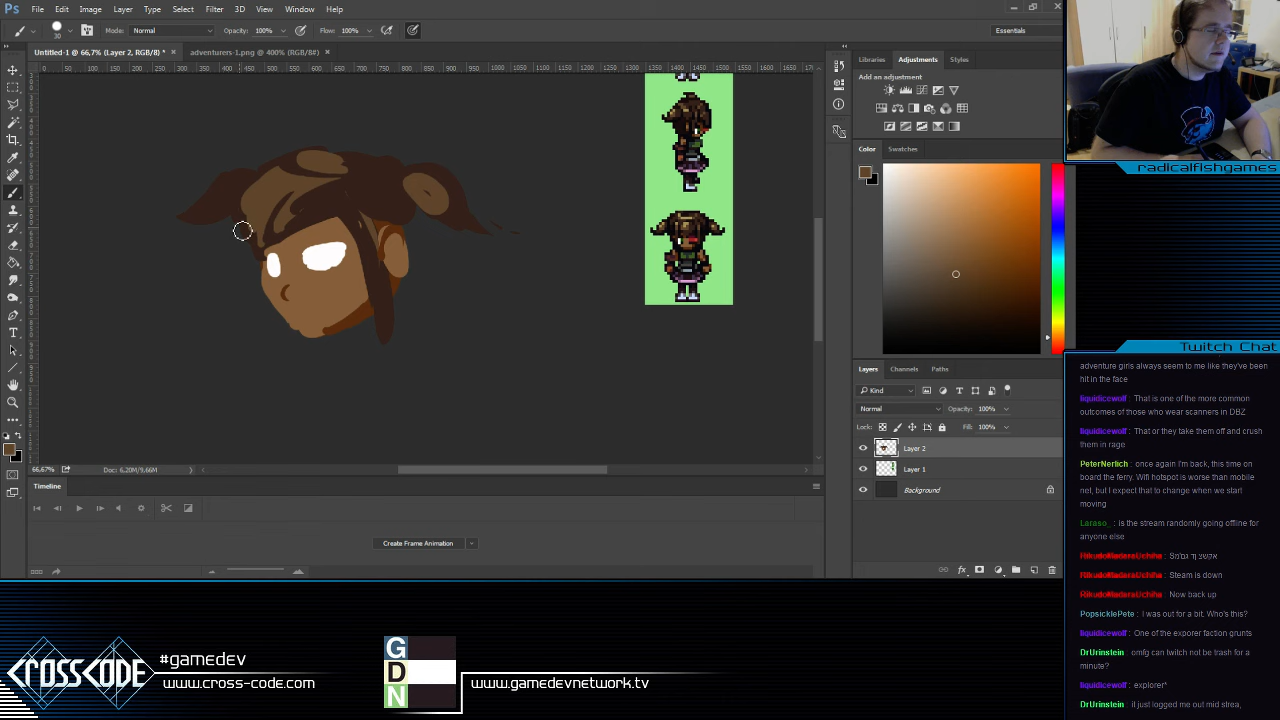 Ps File Edit Image Layer Type Select Filter 3D View Window Help
30 Mode: Normal Opacity: 100% Flow: 100% Essentials
Untitled-1 @ 66,7% (Layer 2, RGB/8) * × adventurers-1.png @ 400% (RGB/8#) ×
Libraries Adjustments Styles
Add an adjustment
Color Swatches
Layers Channels Paths
Kind
Normal Opacity: 100%
Lock: Fill: 100%
Layer 2
Layer 1
Background
66.67% Doc: 6.20M/9,66M
Timeline
Create Frame Animation
radicalfishgames
Twitch Chat
adventure girls always seem to me like they've been
hit in the face
liquidicewolf : That is one of the more common
outcomes of those who wear scanners in DBZ
liquidicewolf : That or they take them off and crush
them in rage
PeterNerlich : once again I'm back, this time on
board the ferry. Wifi hotspot is worse than mobile
net, but I expect that to change when we start
moving
Laraso_ : is the stream randomly going offline for
anyone else
RikudoMadaraUchiha :
RikudoMadaraUchiha : Steam is down
RikudoMadaraUchiha : Now back up
PopsicklePete : I was out for a bit. Who's this?
liquidicewolf : One of the exporer faction grunts
DrUrinstein : omfg can twitch not be trash for a
minute?
liquidicewolf : explorer*
DrUrinstein : it just logged me out mid strea,
CROSSCODE
#gamedev
www.cross-code.com
G
D
N
www.gamedevnetwork.tv